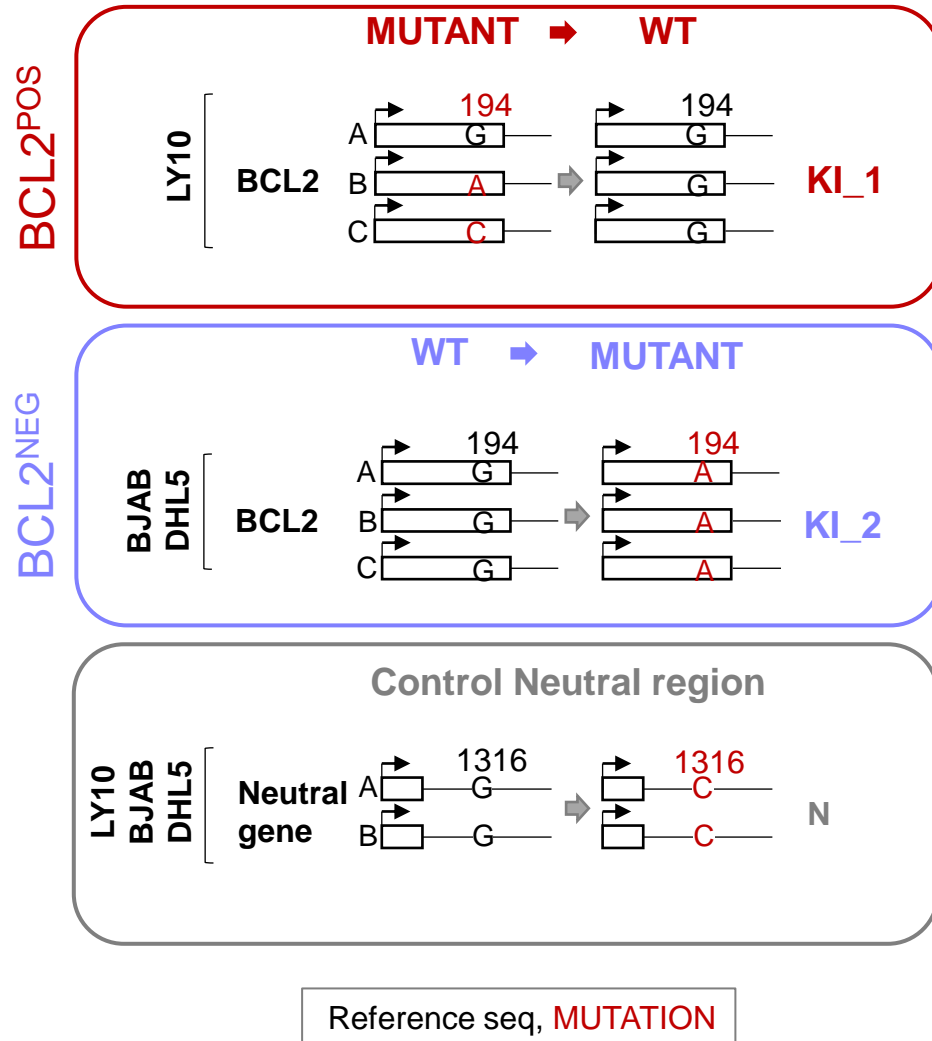 BCL2POS
MUTANT WT
LY10
BCL2
194 194
A G G
B A G
C C G
KI_1
BCL2NEG
WT MUTANT
BJAB
DHL5
BCL2
194 194
A G A
B G A
C G A
KI_2
Control Neutral region
LY10
BJAB
DHL5
Neutral
gene
1316 1316
A G C
B G C
N
Reference seq, MUTATION